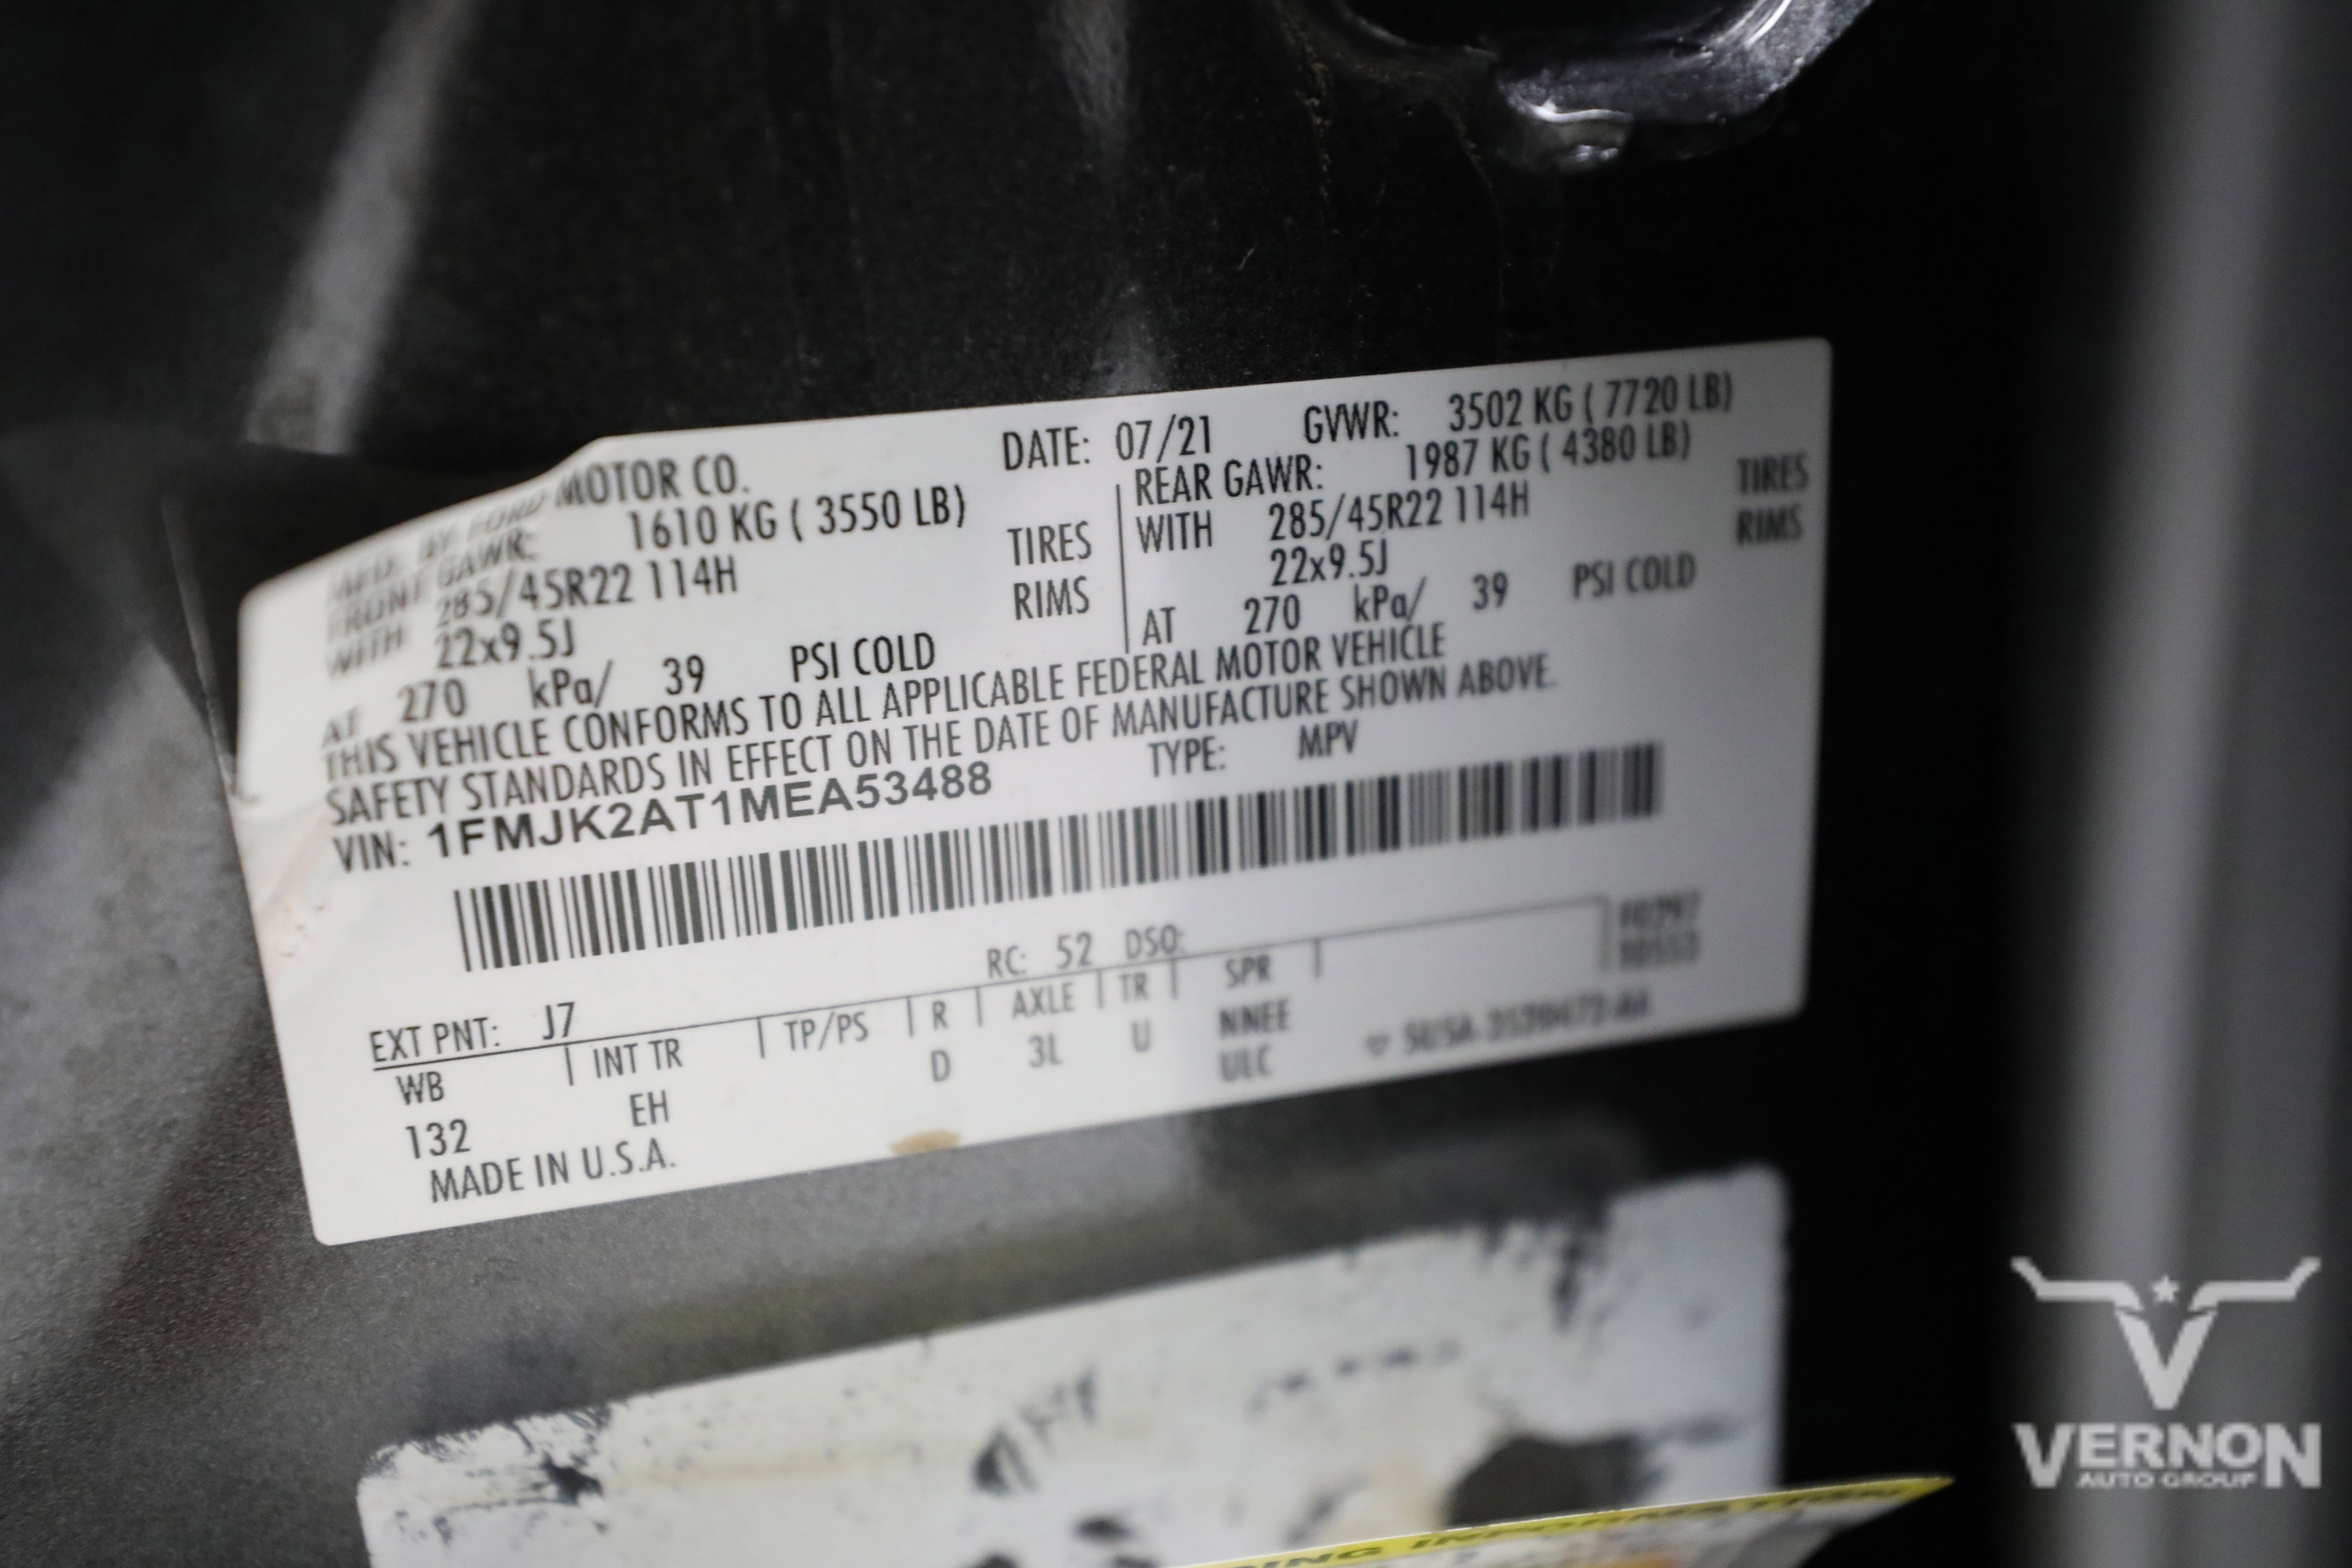 MFD. BY FORD MOTOR CO.
DATE: 07/21 GVWR: 3502 KG ( 7720 LB)
FRONT GAWR: 1610 KG ( 3550 LB)
WITH 285/45R22 114H TIRES
22x9.5J RIMS
AT 270 kPa/ 39 PSI COLD
REAR GAWR: 1987 KG ( 4380 LB)
WITH 285/45R22 114H TIRES
22x9.5J RIMS
AT 270 kPa/ 39 PSI COLD
THIS VEHICLE CONFORMS TO ALL APPLICABLE FEDERAL MOTOR VEHICLE
SAFETY STANDARDS IN EFFECT ON THE DATE OF MANUFACTURE SHOWN ABOVE.
VIN: 1FMJK2AT1MEA53488 TYPE: MPV
EXT PNT: J7 RC: 52 DSO:
WB INT TR TP/PS R AXLE TR SPR
132 EH D 3L U NNEE
ULC
MADE IN U.S.A.
INFORMATION
VERNON
AUTO GROUP